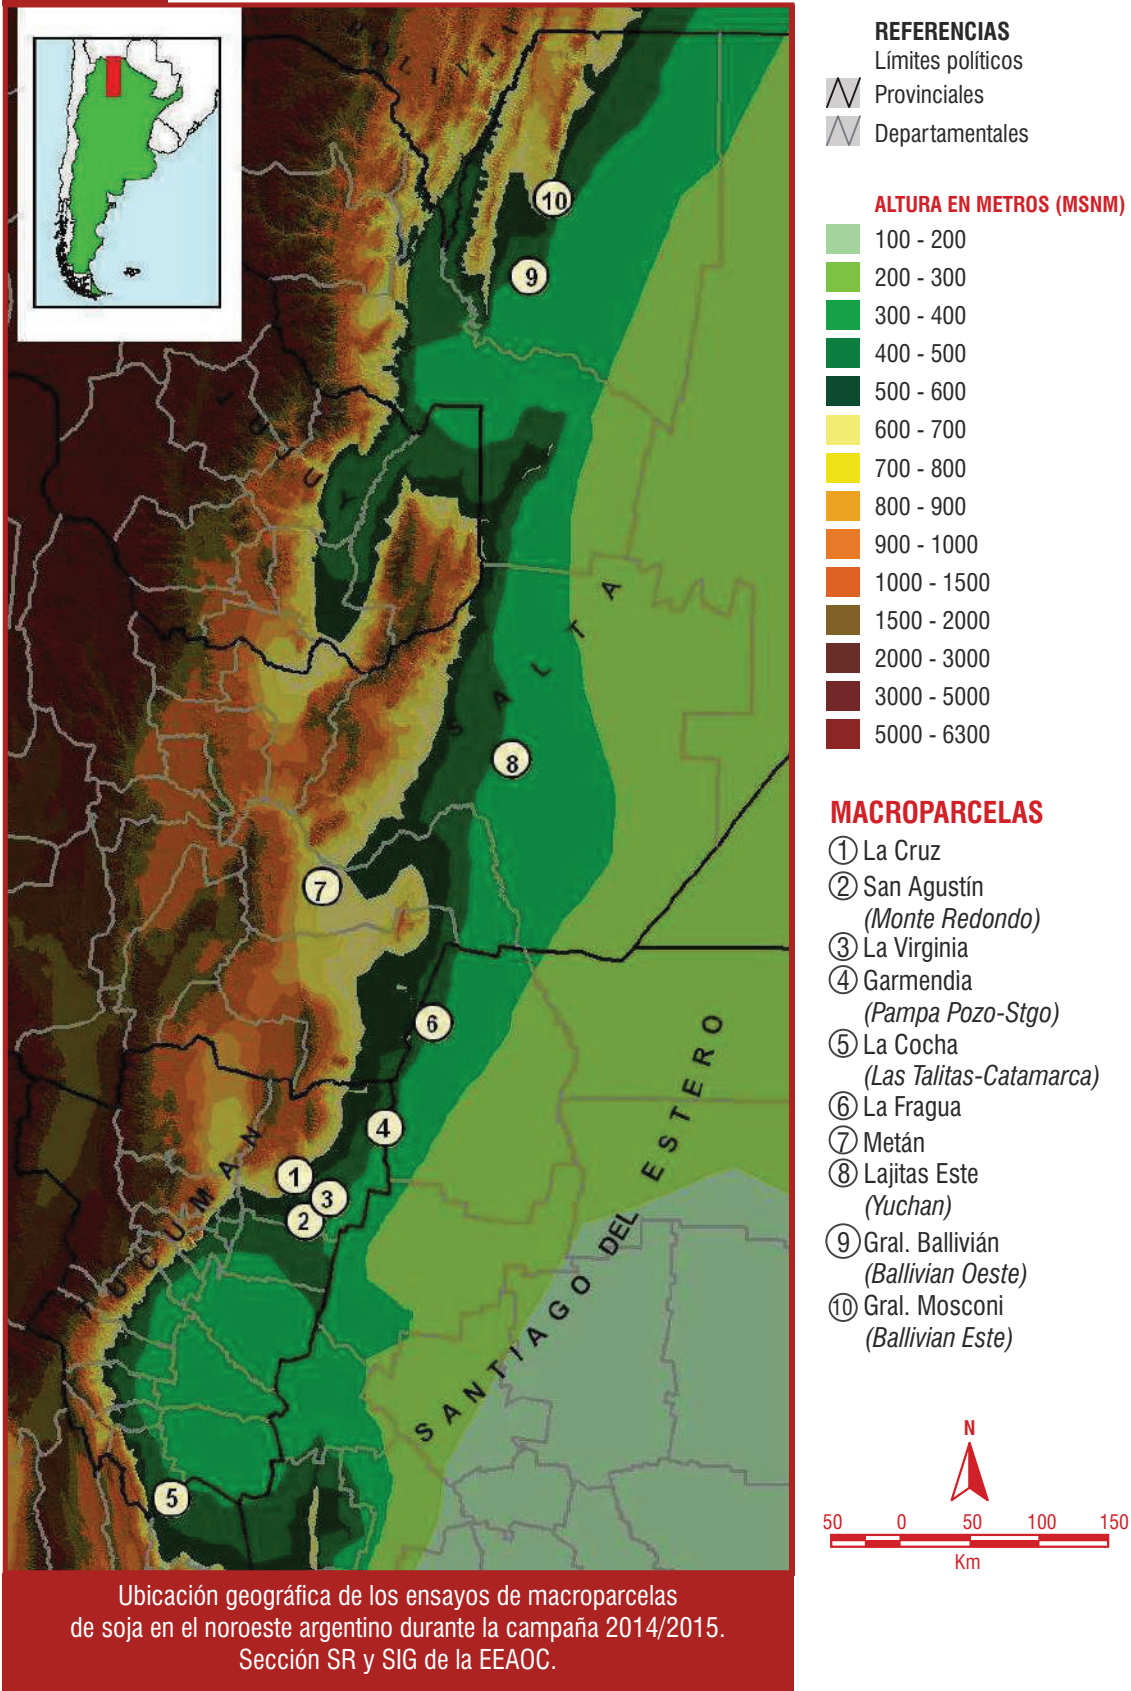 BOLIVIA
JUJUY
SALTA
TUCUMAN
SANTIAGO DEL ESTERO
10
9
8
7
6
4
1
3
2
5
REFERENCIAS
Límites políticos
Provinciales
Departamentales
ALTURA EN METROS (MSNM)
100 - 200
200 - 300
300 - 400
400 - 500
500 - 600
600 - 700
700 - 800
800 - 900
900 - 1000
1000 - 1500
1500 - 2000
2000 - 3000
3000 - 5000
5000 - 6300
MACROPARCELAS
1 La Cruz
2 San Agustín
(Monte Redondo)
3 La Virginia
4 Garmendia
(Pampa Pozo-Stgo)
5 La Cocha
(Las Talitas-Catamarca)
6 La Fragua
7 Metán
8 Lajitas Este
(Yuchan)
9 Gral. Ballivián
(Ballivian Oeste)
10 Gral. Mosconi
(Ballivian Este)
N
50 0 50 100 150
Km
Ubicación geográfica de los ensayos de macroparcelas
de soja en el noroeste argentino durante la campaña 2014/2015.
Sección SR y SIG de la EEAOC.